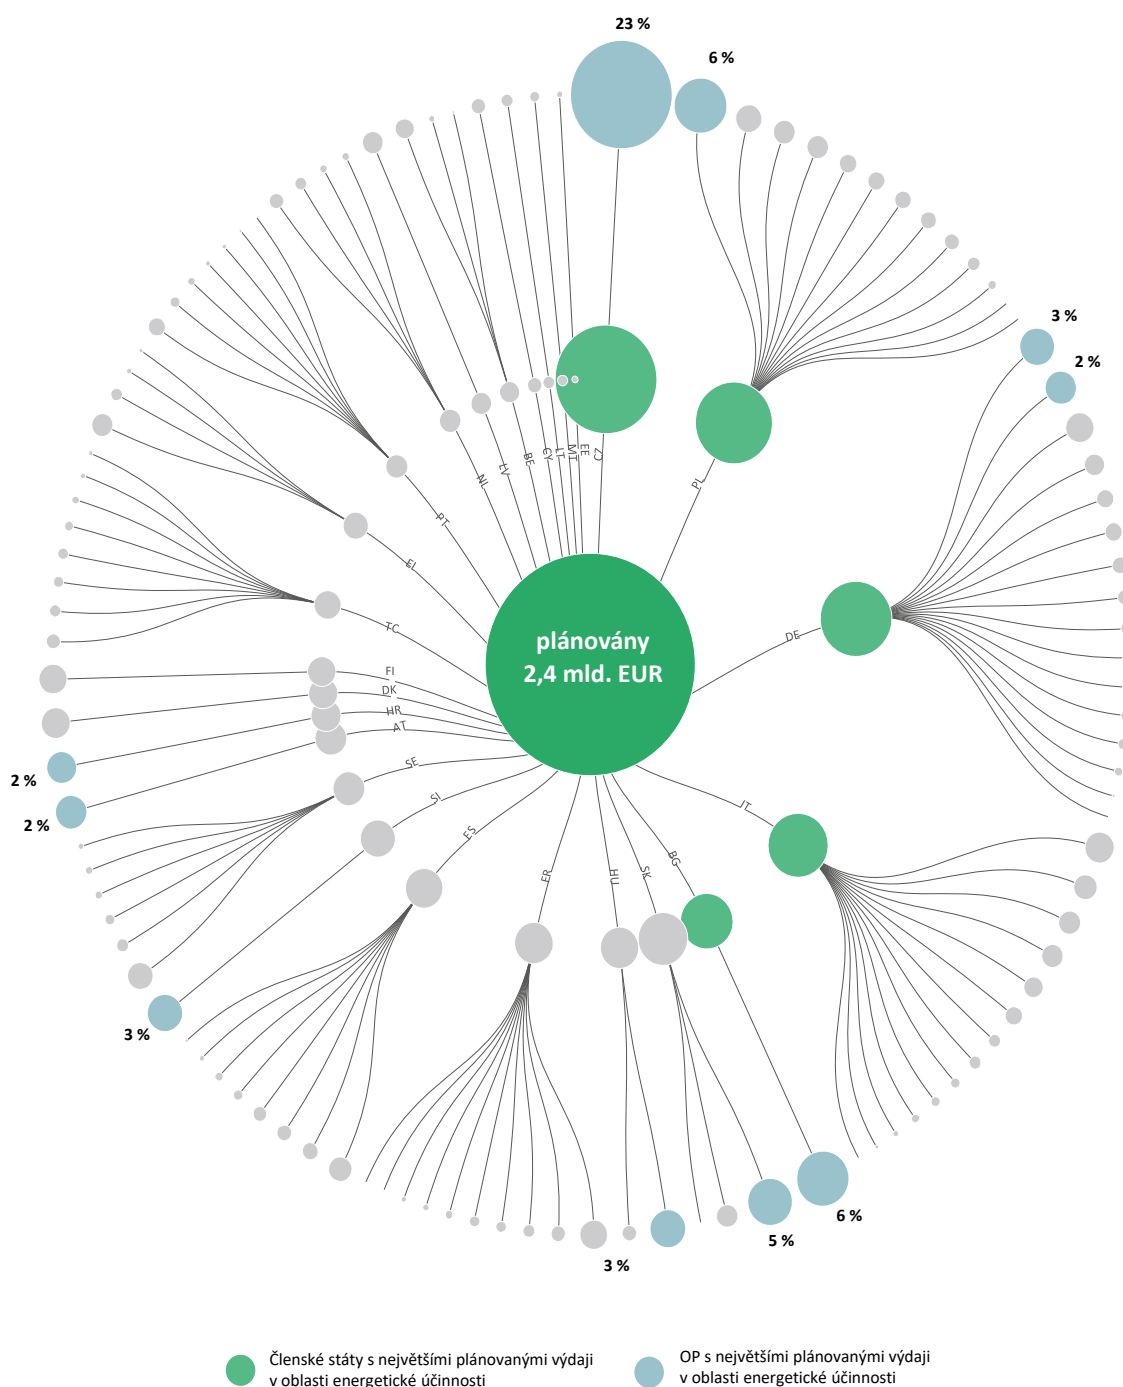 23 %
6 %
3 %
2 %
CZ
EE
MT
LT
CY
BE
LV
NL
PL
PT
EI
TC
DE
plánovány
2,4 mld. EUR
FI
DK
HR
AT
2 %
2 %
SE
SI
ES
IT
BG
SK
HU
ER
3 %
6 %
5 %
3 %
Členské státy s největšími plánovanými výdaji
v oblasti energetické účinnosti
OP s největšími plánovanými výdaji
v oblasti energetické účinnosti